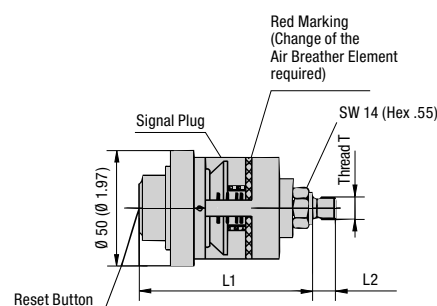 Red Marking
(Change of the
Air Breather Element
required)
SW 14 (Hex .55)
Signal Plug
Thread T
Ø 50 (Ø 1.97)
L1
L2
Reset Button